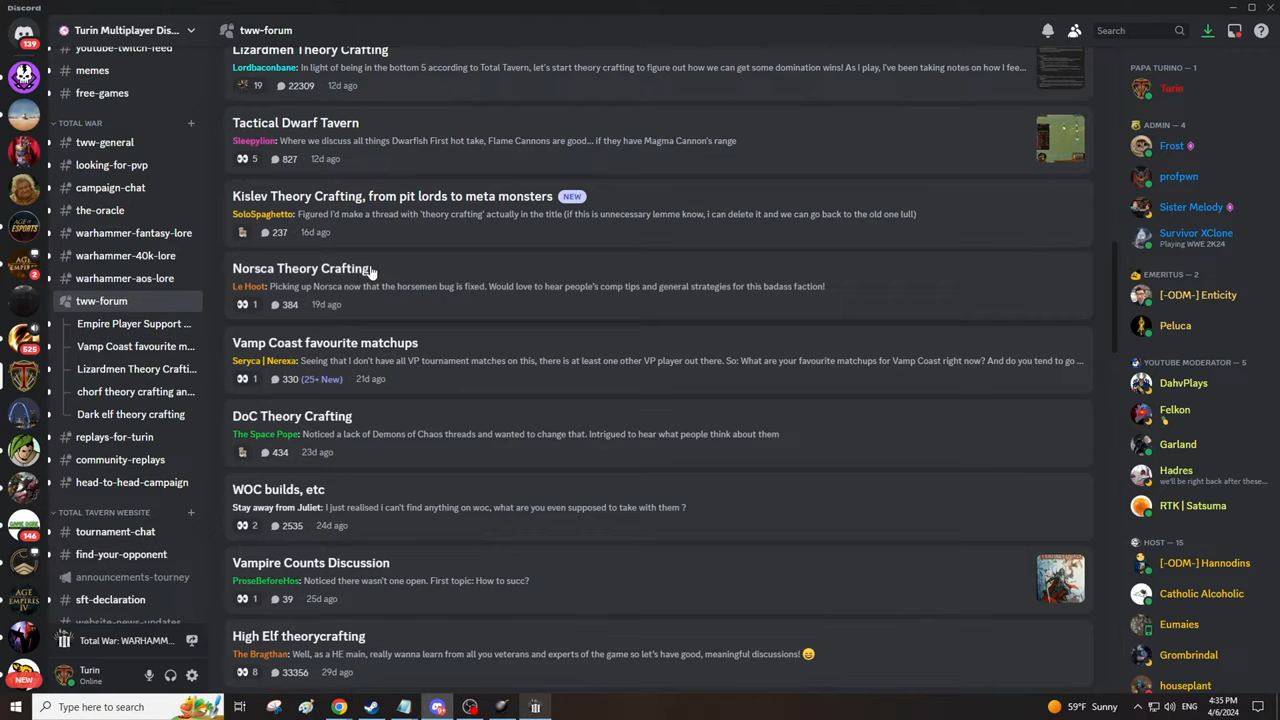 Discord
139
Turin Multiplayer Dis...
tww-forum
Search
youtube-twitch-feed
memes
free-games
TOTAL WAR
tww-general
looking-for-pvp
campaign-chat
the-oracle
warhammer-fantasy-lore
warhammer-40k-lore
warhammer-aos-lore
tww-forum
Empire Player Support ...
Vamp Coast favourite m...
Lizardmen Theory Crafti...
chorf theory crafting an...
Dark elf theory crafting
replays-for-turin
community-replays
head-to-head-campaign
TOTAL TAVERN WEBSITE
tournament-chat
find-your-opponent
announcements-tourney
sft-declaration
website-news-updates
Total War: WARHAMM...
Turin
Online
2
525
146
NEW
Lizardmen Theory Crafting
Lordbaconbane: In light of being in the bottom 5 according to Total Tavern, let's start theory crafting to figure out how we can get some domination wins! As I play, I've been taking notes on how I fee...
19 22309 12d ago
Tactical Dwarf Tavern
Sleepylion: Where we discuss all things Dwarfish First hot take, Flame Cannons are good... if they have Magma Cannon's range
5 827 12d ago
Kislev Theory Crafting, from pit lords to meta monsters NEW
SoloSpaghetto: Figured I'd make a thread with 'theory crafting' actually in the title (if this is unnecessary lemme know, i can delete it and we can go back to the old one lull)
237 16d ago
Norsca Theory Crafting
Le Hoot: Picking up Norsca now that the horsemen bug is fixed. Would love to hear people's comp tips and general strategies for this badass faction!
1 384 19d ago
Vamp Coast favourite matchups
Seryca | Nerexa: Seeing that I don't have all VP tournament matches on this, there is at least one other VP player out there. So: What are your favourite matchups for Vamp Coast right now? And do you tend to go ...
1 330 (25+ New) 21d ago
DoC Theory Crafting
The Space Pope: Noticed a lack of Demons of Chaos threads and wanted to change that. Intrigued to hear what people think about them
434 23d ago
WOC builds, etc
Stay away from Juliet: I just realised i can't find anything on woc, what are you even supposed to take with them ?
2 2535 24d ago
Vampire Counts Discussion
ProseBeforeHos: Noticed there wasn't one open. First topic: How to succ?
1 39 25d ago
High Elf theorycrafting
The Bragthan: Well, as a HE main, really wanna learn from all you veterans and experts of the game so let's have good, meaningful discussions!
8 33356 29d ago
PAPA TURINO — 1
Turin
ADMIN — 4
Frost
profpwn
Sister Melody
Survivor XClone
Playing WWE 2K24
EMERITUS — 2
[-ODM-] Enticity
Peluca
YOUTUBE MODERATOR — 5
DahvPlays
Felkon
Garland
Hadres
we'll be right back after these...
RTK | Satsuma
HOST — 15
[-ODM-] Hannodins
Catholic Alcoholic
Eumaies
Grombrindal
houseplant
Type here to search
59°F Sunny
ENG
4:35 PM
4/6/2024